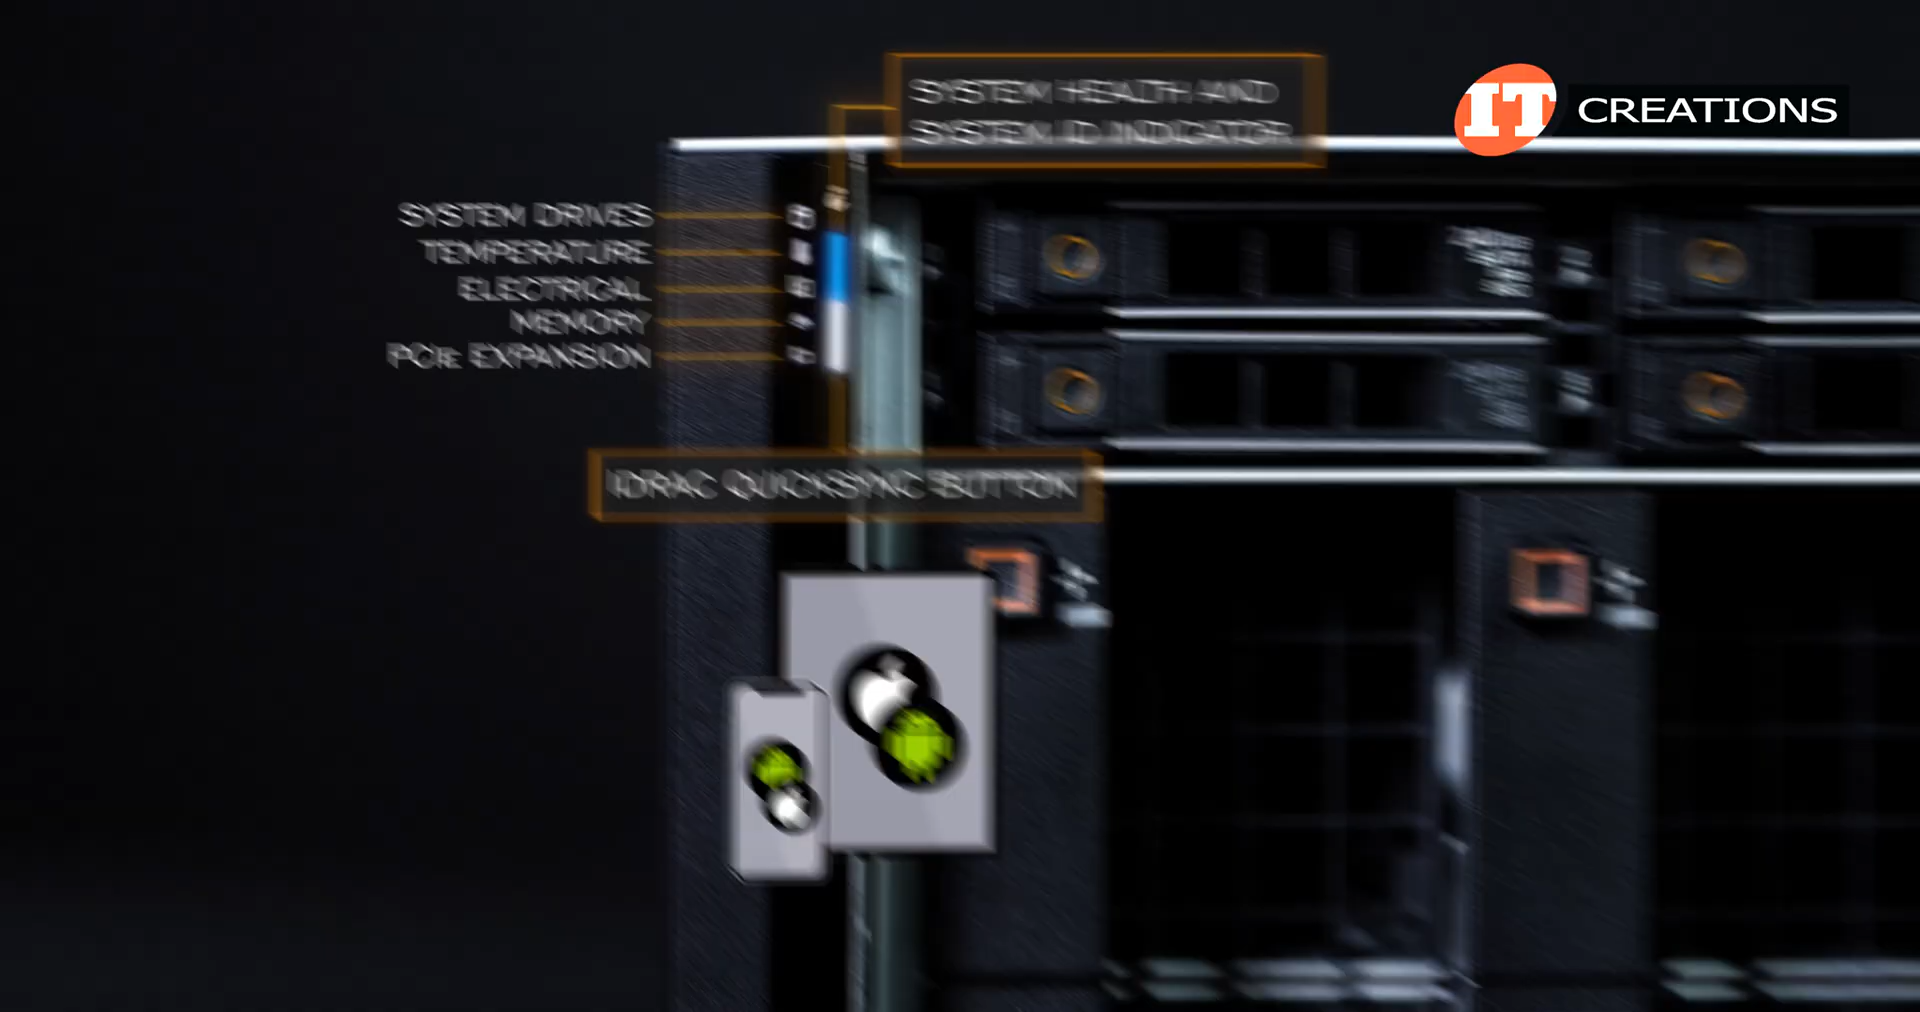 SYSTEM HEALTH AND
SYSTEM ID INDICATOR
IT CREATIONS
SYSTEM DRIVES
TEMPERATURE
ELECTRICAL
MEMORY
PCIe EXPANSION
IDRAC QUICKSYNC BUTTON